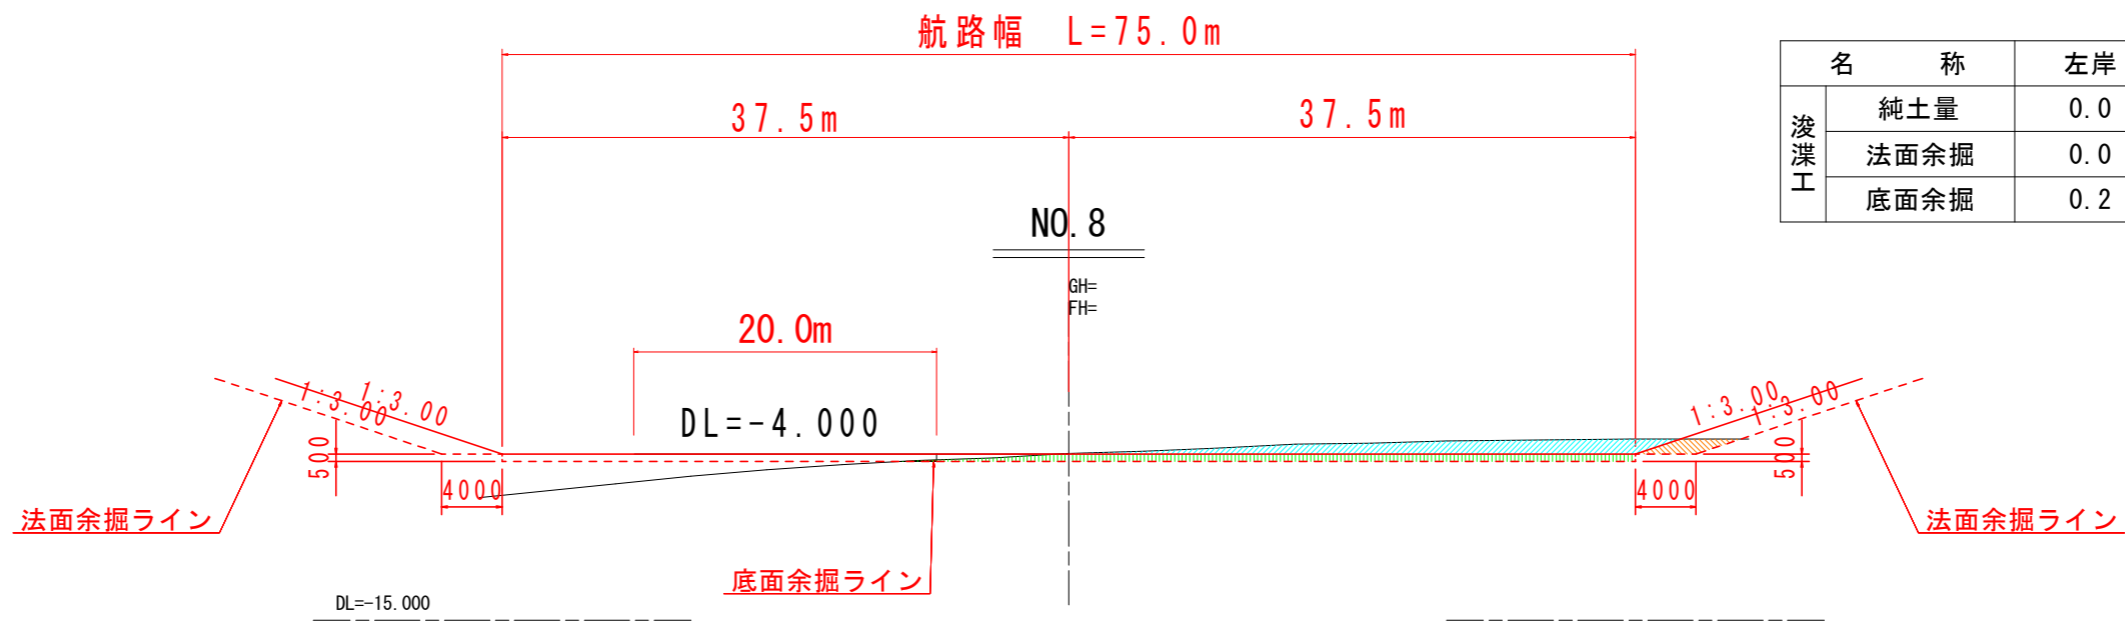 航路幅 L=75.0m
37.5m
37.5m
名 称 左岸
浚渫工
純土量 0.0
法面余掘 0.0
底面余掘 0.2
NO.8
GH=
FH=
20.0m
DL=-4.000
1:3.00
1:3.00
1:3.00
1:3.00
500
500
4000
4000
法面余掘ライン
法面余掘ライン
底面余掘ライン
DL=-15.000